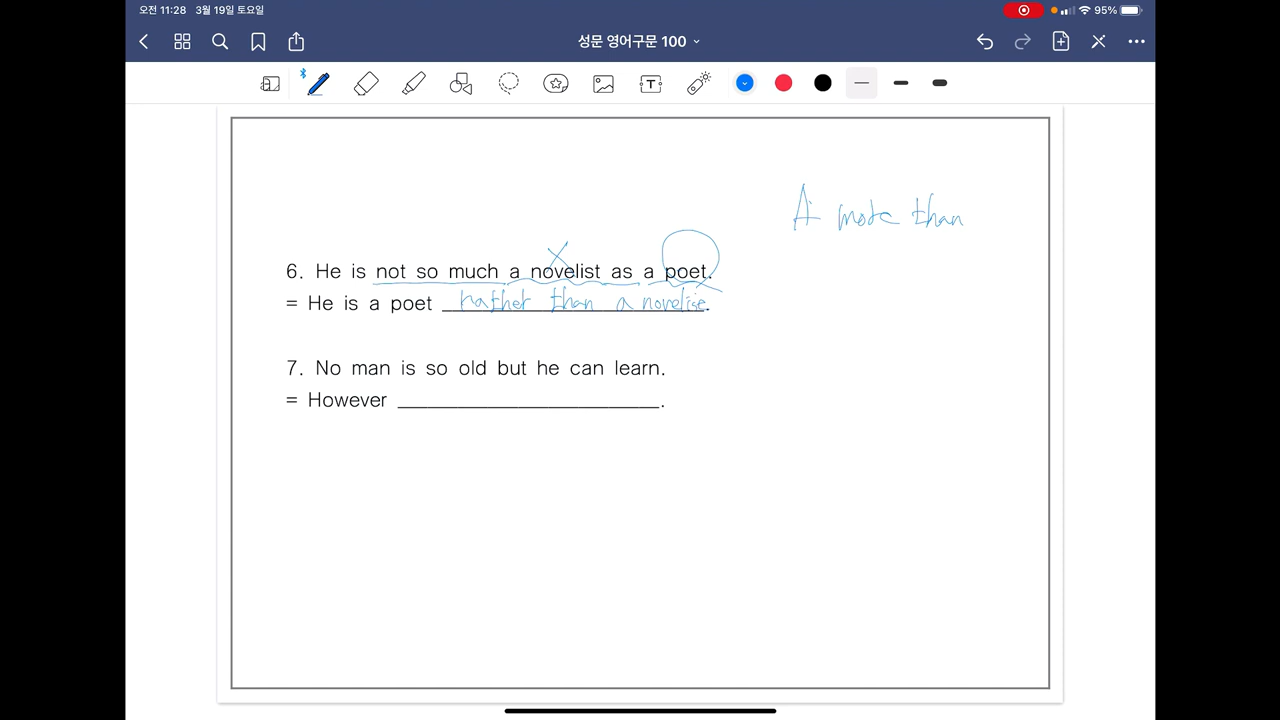 오전 11:28 3월 19일 토요일 95%
성문 영어구문 100
A more than
6. He is not so much a novelist as a poet.
= He is a poet rather than a novelist.
7. No man is so old but he can learn.
= However ________________________.